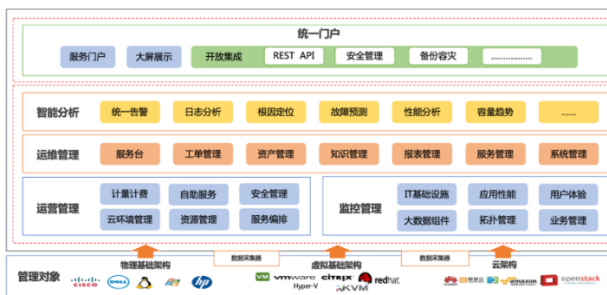 统一门户
服务门户 大屏展示 开放集成 REST API 安全管理 备份容灾 ................
智能分析 统一告警 日志分析 根因定位 故障预测 性能分析 容量趋势 ......
运维管理 服务台 工单管理 资产管理 知识管理 报表管理 服务管理 系统管理
运营管理 计量计费 自助服务 安全管理
云环境管理 资源管理 服务编排
监控管理 IT基础设施 应用性能 用户体验
大数据组件 拓扑管理 业务管理
物理基础架构 数据采集器 虚拟基础架构 数据采集器 云架构
管理对象 CISCO DELL hp VM vmware CITRIX redhat amazon openstack
Hyper-V KVM